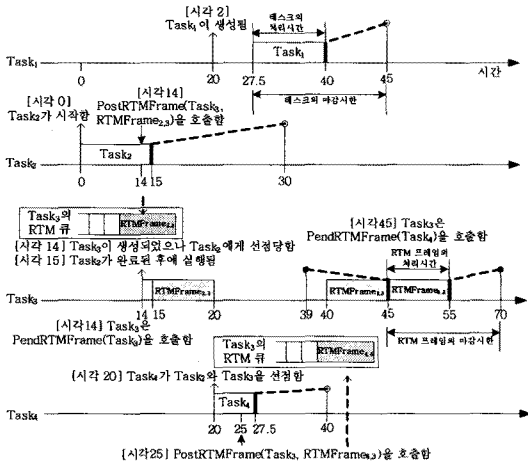 [시각 2]
Task₁이 생성됨
태스크의
처리시간
Task₁
Task₁
0
20
27.5
40
45
시간
태스크의 마감시한
[시각 0]
Task₂가 시작함
[시각14]
PostRTMFrame(Task₃,
RTMFrame₂,₃)을 호출함
Task₂
Task₂
0
14 15
30
Task₃의
RTM 큐
[시각 14] Task₃이 생성되었으나 Task₂에게 선점당함
[시각 15] Task₂가 완료된 후에 실행됨
[시각45] Task₃은
PendRTMFrame(Task₄)을 호출함
RTM 프레임의
처리시간
Task₃
14 15
20
39
40
45
55
70
RTM 프레임의 마감시한
[시각14] Task₃은
PendRTMFrame(Task₂)을 호출함
Task₃의
RTM 큐
[시각 20] Task₄가 Task₂와 Task₃을 선점함
Task₄
Task₄
20
25
27.5
40
[시각25] PostRTMFrame(Task₃, RTMFrame₄,₃)을 호출함